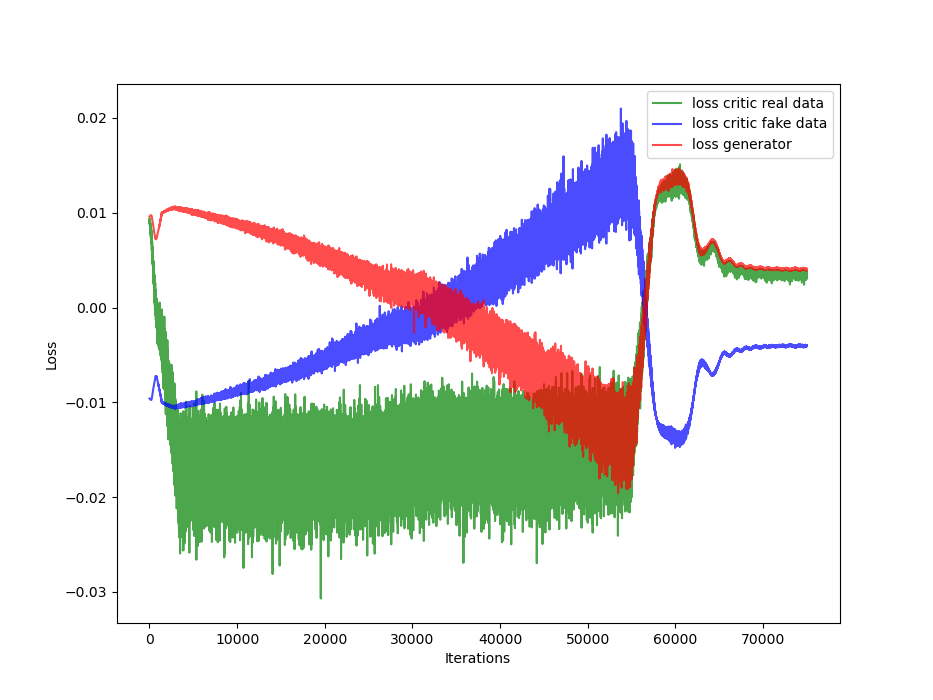 loss critic real data
loss critic fake data
loss generator
0.02
0.01
0.00
−0.01
−0.02
−0.03
Loss
0 10000 20000 30000 40000 50000 60000 70000
Iterations